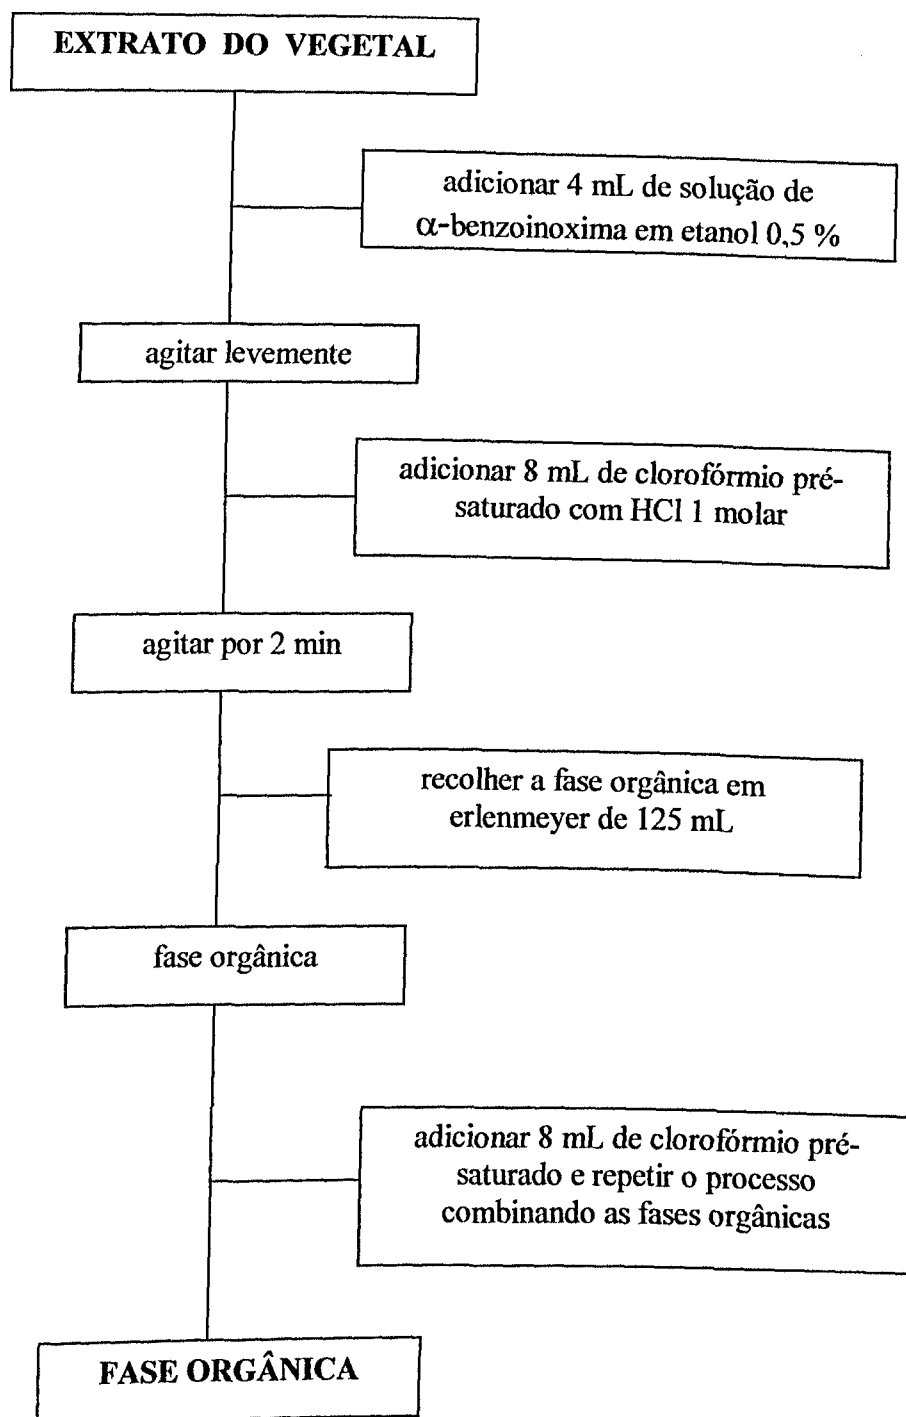 EXTRATO DO VEGETAL
adicionar 4 mL de solução de
α-benzoinoxima em etanol 0,5 %
agitar levemente
adicionar 8 mL de clorofórmio pré-
saturado com HCl 1 molar
agitar por 2 min
recolher a fase orgânica em
erlenmeyer de 125 mL
fase orgânica
adicionar 8 mL de clorofórmio pré-
saturado e repetir o processo
combinando as fases orgânicas
FASE ORGÂNICA